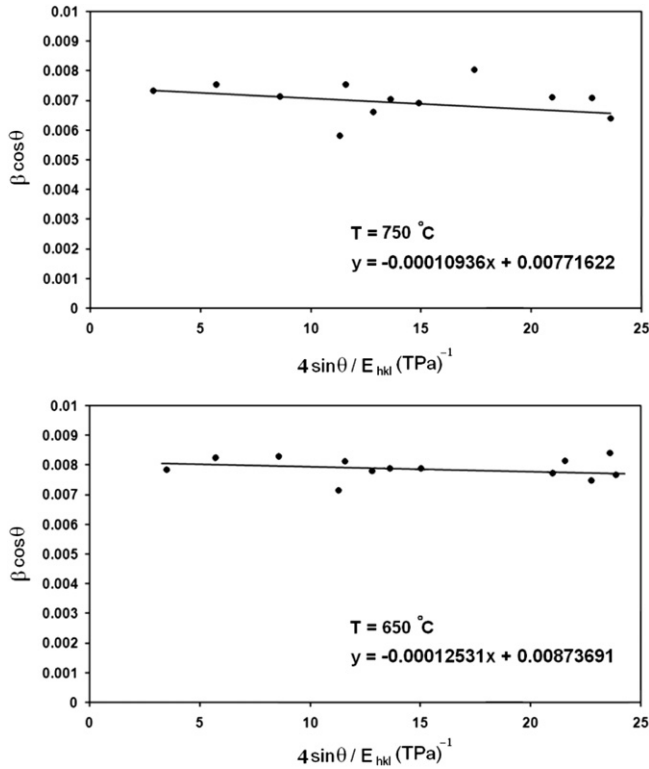 0.01
0.009
0.008
0.007
0.006
0.005
0.004
0.003
0.002
0.001
0
β cosθ
T = 750 °C
y = -0.00010936x + 0.00771622
0 5 10 15 20 25
4 sinθ / E hkl (TPa)⁻¹
0.01
0.009
0.008
0.007
0.006
0.005
0.004
0.003
0.002
0.001
0
β cosθ
T = 650 °C
y = -0.00012531x + 0.00873691
0 5 10 15 20 25
4 sinθ / E hkl (TPa)⁻¹